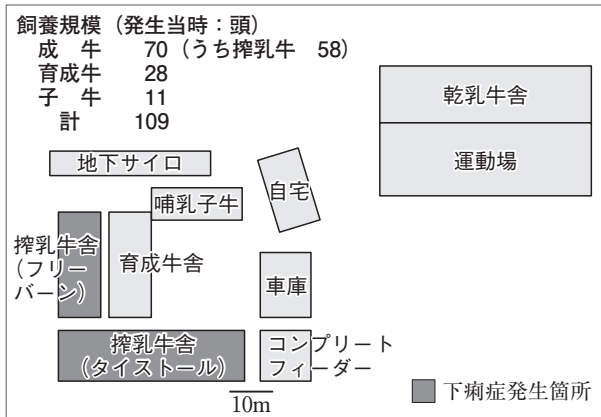 飼養規模（発生当時：頭）
成　牛　70（うち搾乳牛　58）
育成牛　28
子　牛　11
計　109
乾乳牛舎
運動場
地下サイロ
自宅
哺乳子牛
搾乳牛舎
（フリー
バーン）
育成牛舎
車庫
搾乳牛舎
（タイストール）
コンプリート
フィーダー
下痢症発生箇所
10m